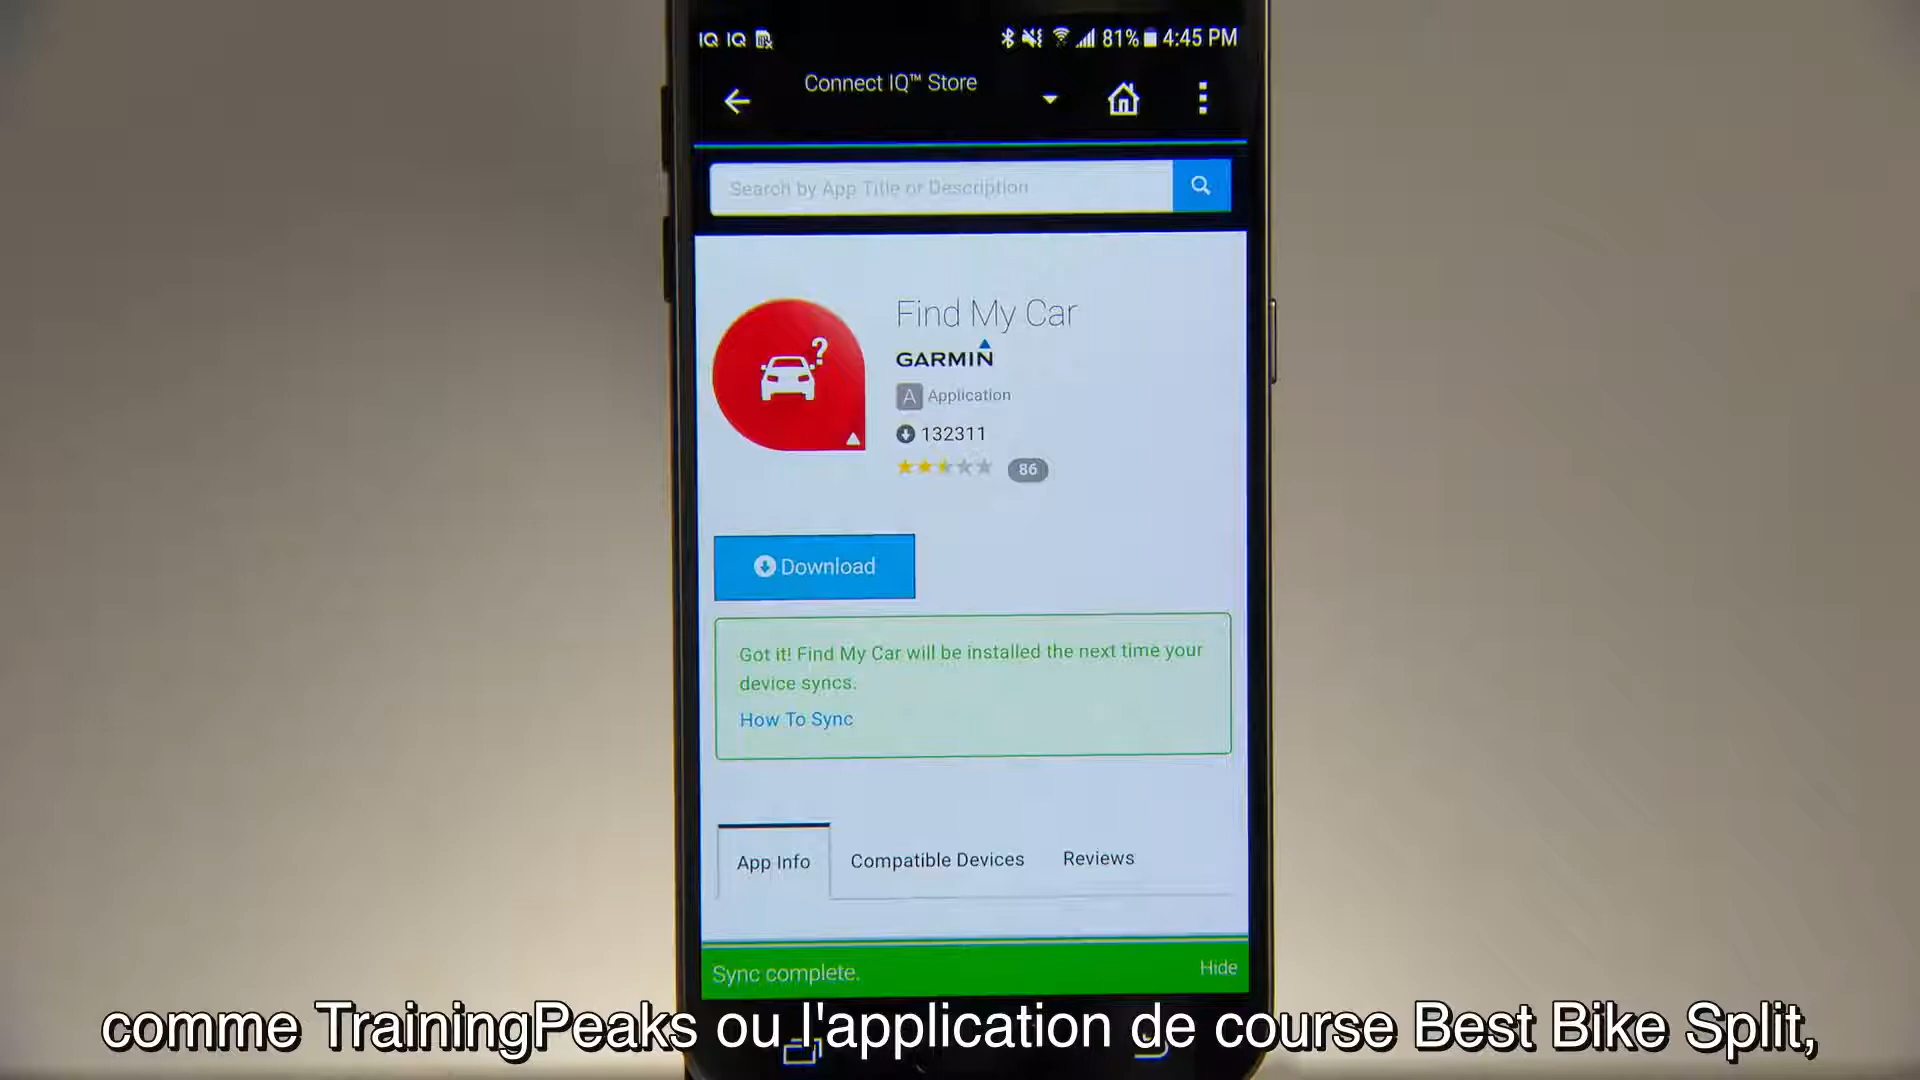 IQ IQ
81% 4:45 PM
Connect IQ™ Store
Search by App Title or Description
Find My Car
GARMIN
A Application
132311
86
Download
Got it! Find My Car will be installed the next time your
device syncs.
How To Sync
App Info Compatible Devices Reviews
Sync complete. Hide
comme TrainingPeaks ou l'application de course Best Bike Split,